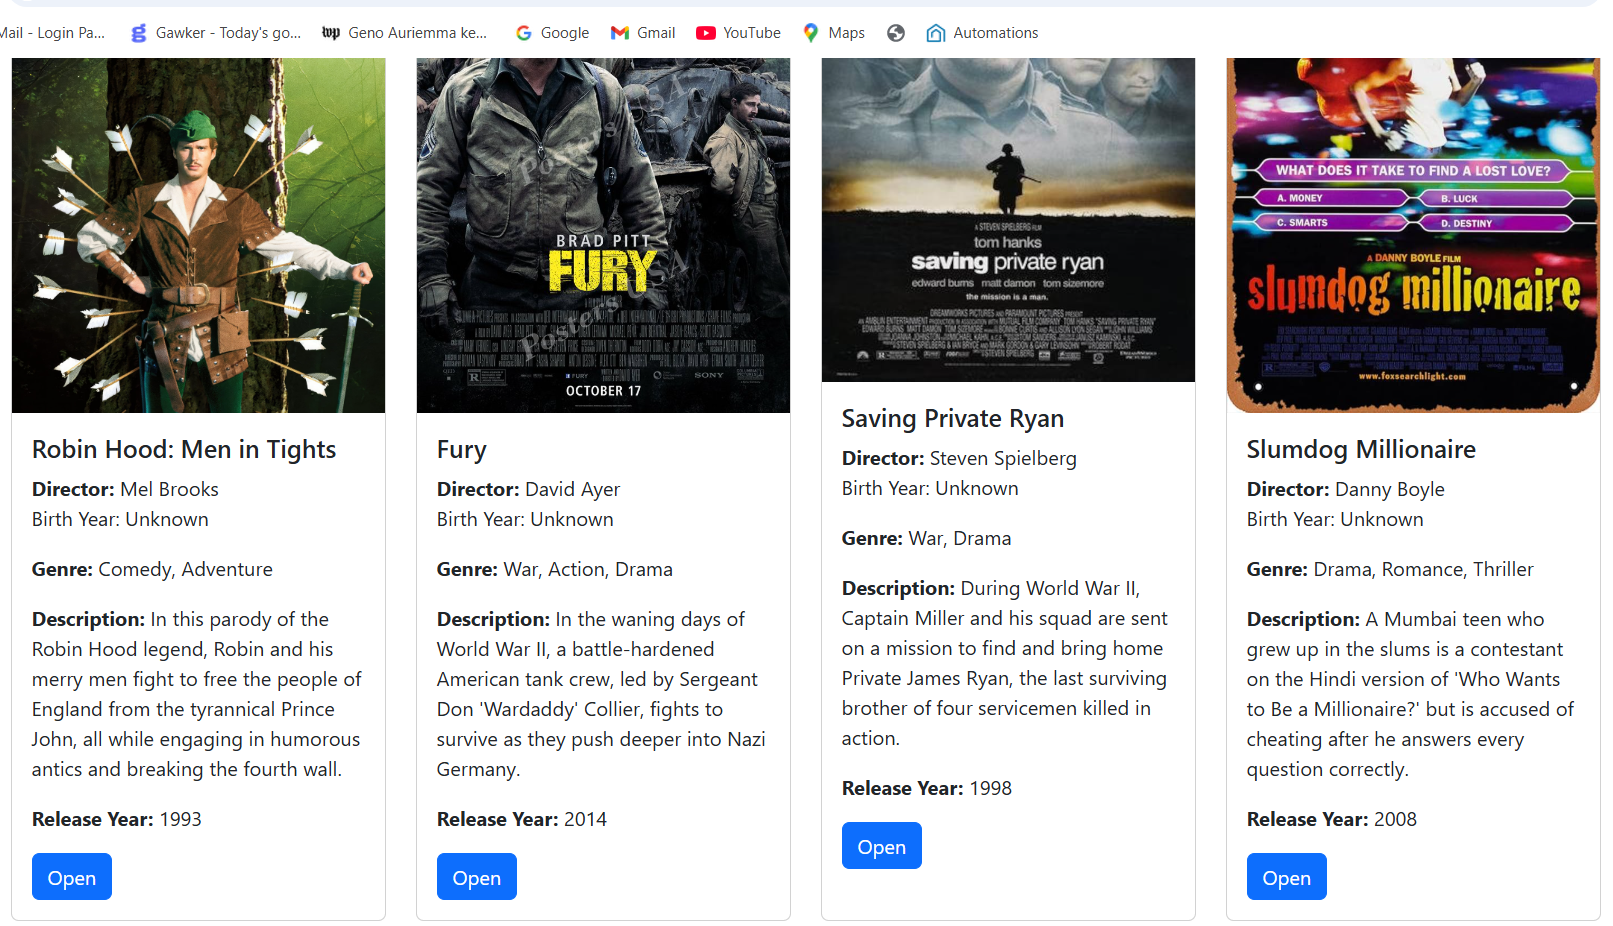 Mail - Login Pa...
Gawker - Today's go...
Geno Auriemma ke...
Google
Gmail
YouTube
Maps
Automations
Robin Hood: Men in Tights
Director: Mel Brooks
Birth Year: Unknown
Genre: Comedy, Adventure
Description: In this parody of the
Robin Hood legend, Robin and his
merry men fight to free the people of
England from the tyrannical Prince
John, all while engaging in humorous
antics and breaking the fourth wall.
Release Year: 1993
Open
BRAD PITT
FURY
Posters USA
OCTOBER 17
SONY
Fury
Director: David Ayer
Birth Year: Unknown
Genre: War, Action, Drama
Description: In the waning days of
World War II, a battle-hardened
American tank crew, led by Sergeant
Don 'Wardaddy' Collier, fights to
survive as they push deeper into Nazi
Germany.
Release Year: 2014
Open
A STEVEN SPIELBERG FILM
tom hanks
saving private ryan
edward burns matt damon tom sizemore
the mission is a man.
Saving Private Ryan
Director: Steven Spielberg
Birth Year: Unknown
Genre: War, Drama
Description: During World War II,
Captain Miller and his squad are sent
on a mission to find and bring home
Private James Ryan, the last surviving
brother of four servicemen killed in
action.
Release Year: 1998
Open
WHAT DOES IT TAKE TO FIND A LOST LOVE?
A. MONEY
B. LUCK
C. SMARTS
D. DESTINY
A DANNY BOYLE FILM
slumdog millionaire
www.foxsearchlight.com
Slumdog Millionaire
Director: Danny Boyle
Birth Year: Unknown
Genre: Drama, Romance, Thriller
Description: A Mumbai teen who
grew up in the slums is a contestant
on the Hindi version of 'Who Wants
to Be a Millionaire?' but is accused of
cheating after he answers every
question correctly.
Release Year: 2008
Open